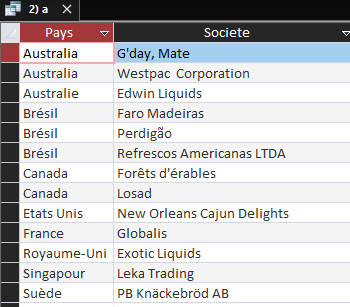 2) a
Pays Societe
Australia G'day, Mate
Australia Westpac Corporation
Australie Edwin Liquids
Brésil Faro Madeiras
Brésil Perdigão
Brésil Refrescos Americanas LTDA
Canada Forêts d'érables
Canada Losad
Etats Unis New Orleans Cajun Delights
France Globalis
Royaume-Uni Exotic Liquids
Singapour Leka Trading
Suède PB Knäckebröd AB